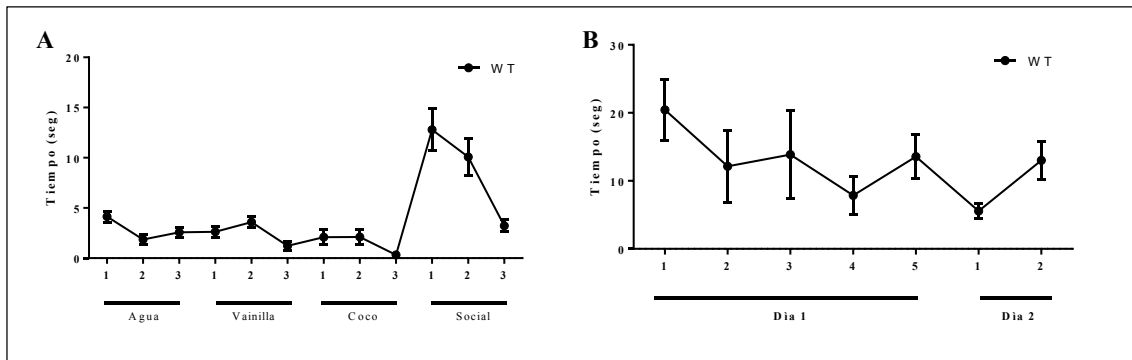 A
Tiempo (seg)
20
15
10
5
0
WT
1 2 3 1 2 3 1 2 3 1 2 3
Agua Vainilla Coco Social
B
Tiempo (seg)
30
20
10
0
WT
1 2 3 4 5 1 2
Dìa 1 Dìa 2